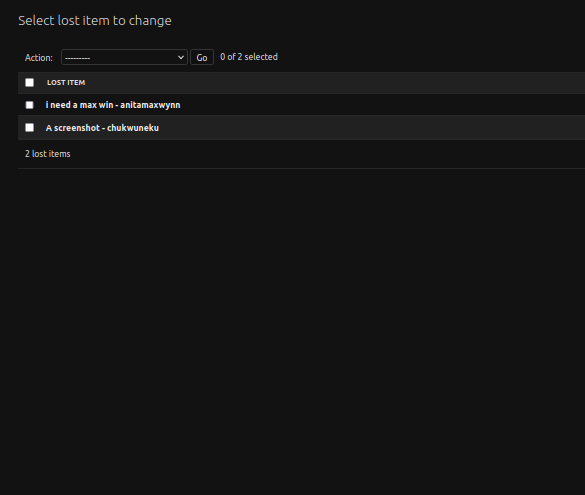 Select lost item to change
Action: --------- Go 0 of 2 selected
LOST ITEM
i need a max win - anitamaxwynn
A screenshot - chukwuneku
2 lost items